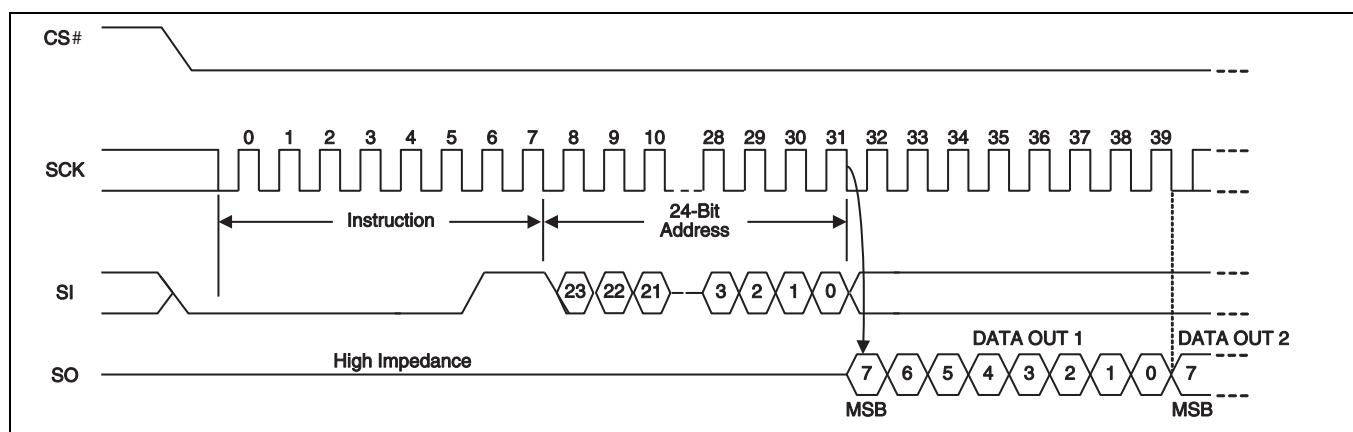 CS#
0 1 2 3 4 5 6 7 8 9 10 28 29 30 31 32 33 34 35 36 37 38 39
SCK
Instruction
24-Bit
Address
SI
23 22 21 3 2 1 0
DATA OUT 1 DATA OUT 2
High Impedance
SO
7 6 5 4 3 2 1 0 7
MSB MSB